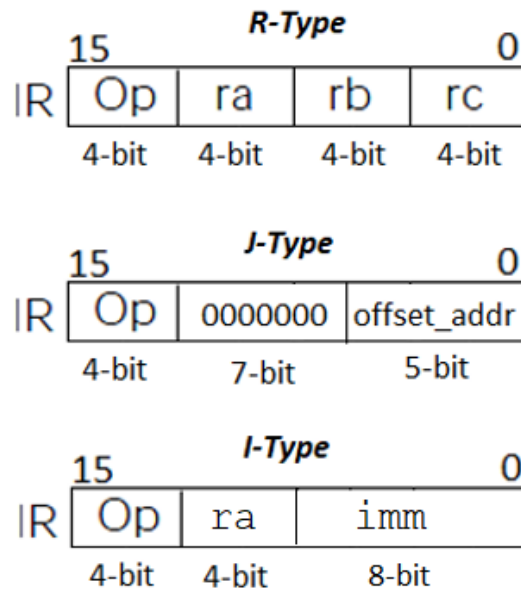 R-Type
15 0
IR Op ra rb rc
4-bit 4-bit 4-bit 4-bit
J-Type
15 0
IR Op 0000000 offset_addr
4-bit 7-bit 5-bit
I-Type
15 0
IR Op ra imm
4-bit 4-bit 8-bit